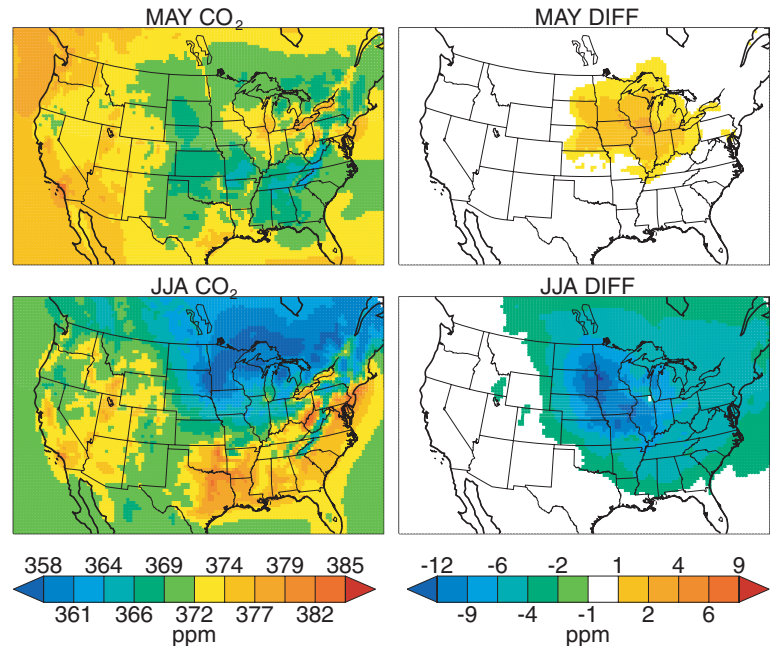 MAY CO₂
MAY DIFF
JJA CO₂
JJA DIFF
358 364 369 374 379 385
361 366 372 377 382
ppm
-12 -6 -2 1 4 9
-9 -4 -1 2 6
ppm